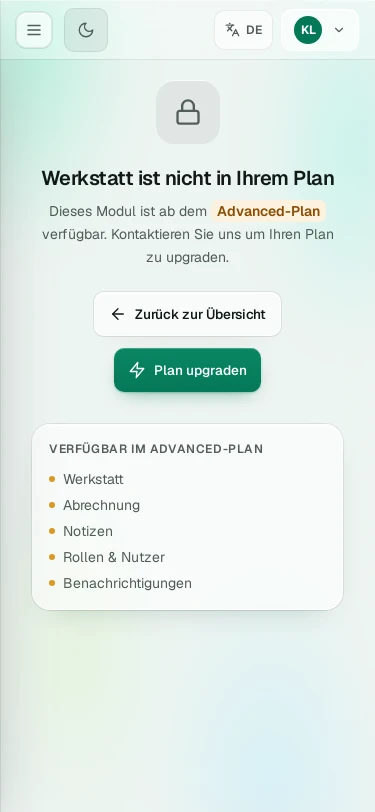 DE
KL
Werkstatt ist nicht in Ihrem Plan
Dieses Modul ist ab dem Advanced-Plan
verfügbar. Kontaktieren Sie uns um Ihren Plan
zu upgraden.
Zurück zur Übersicht
Plan upgraden
VERFÜGBAR IM ADVANCED-PLAN
Werkstatt
Abrechnung
Notizen
Rollen & Nutzer
Benachrichtigungen